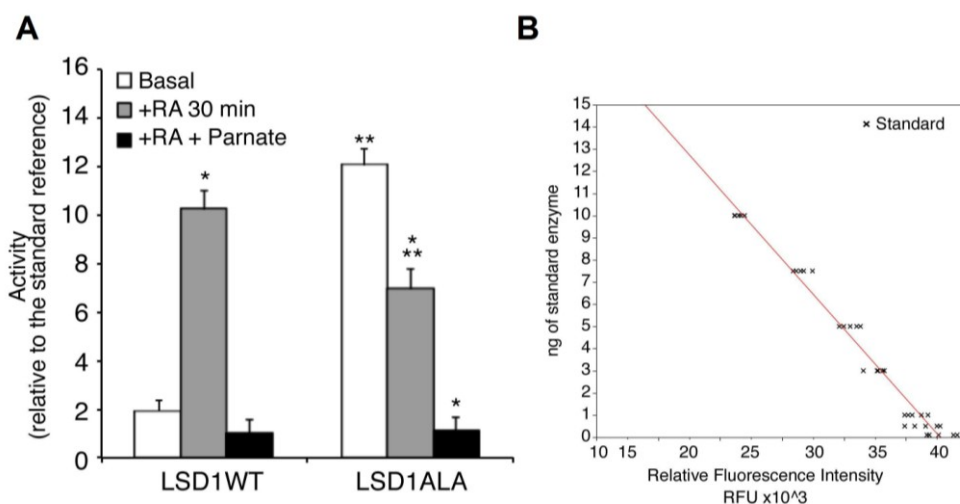 A
Activity
(relative to the standard reference)
16
14
12
10
8
6
4
2
0
Basal
+RA 30 min
+RA + Parnate
*
**
*
**
*
LSD1WT
LSD1ALA
B
ng of standard enzyme
15
14
13
12
11
10
9
8
7
6
5
4
3
2
1
0
× Standard
10 15 20 25 30 35 40
Relative Fluorescence Intensity
RFU x10^3